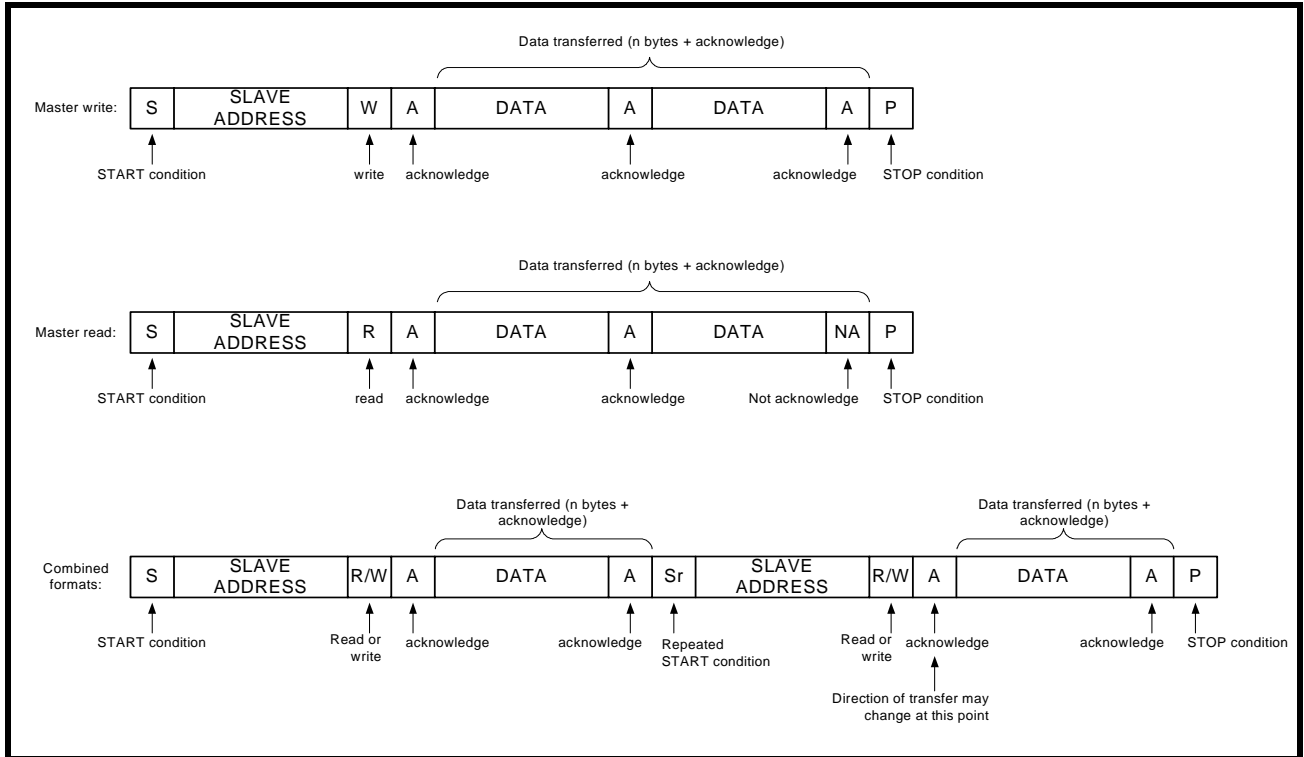 Data transferred (n bytes + acknowledge)
Master write:
S
SLAVE
ADDRESS
W
A
DATA
A
DATA
A
P
START condition
write
acknowledge
acknowledge
acknowledge
STOP condition
Data transferred (n bytes + acknowledge)
Master read:
S
SLAVE
ADDRESS
R
A
DATA
A
DATA
NA
P
START condition
read
acknowledge
acknowledge
Not acknowledge
STOP condition
Data transferred (n bytes +
acknowledge)
Data transferred (n bytes +
acknowledge)
Combined
formats:
S
SLAVE
ADDRESS
R/W
A
DATA
A
Sr
SLAVE
ADDRESS
R/W
A
DATA
A
P
START condition
Read or
write
acknowledge
acknowledge
Repeated
START condition
Read or
write
acknowledge
acknowledge
STOP condition
Direction of transfer may
change at this point